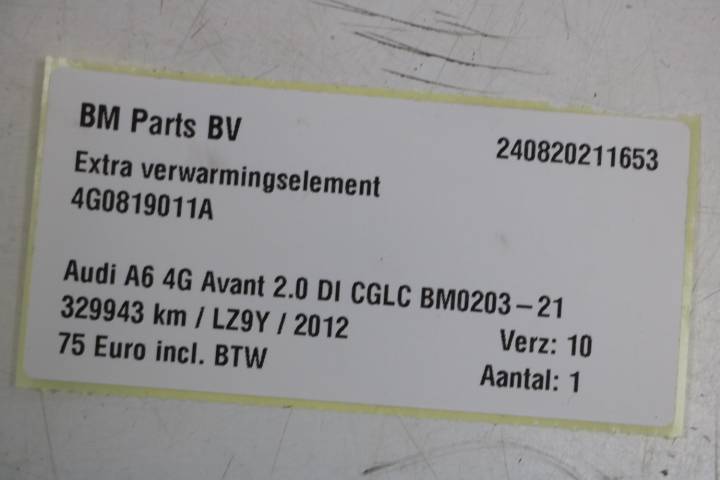 BM Parts BV 240820211653
Extra verwarmingselement
4G0819011A
Audi A6 4G Avant 2.0 DI CGLC BM0203-21
329943 km / LZ9Y / 2012 Verz: 10
75 Euro incl. BTW Aantal: 1